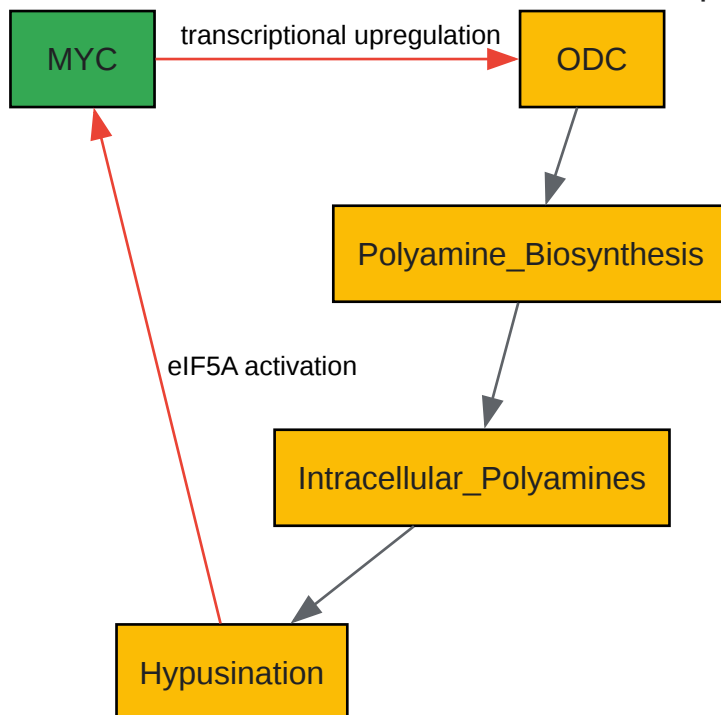 transcriptional upregulation
MYC
ODC
Polyamine_Biosynthesis
eIF5A activation
Intracellular_Polyamines
Hypusination